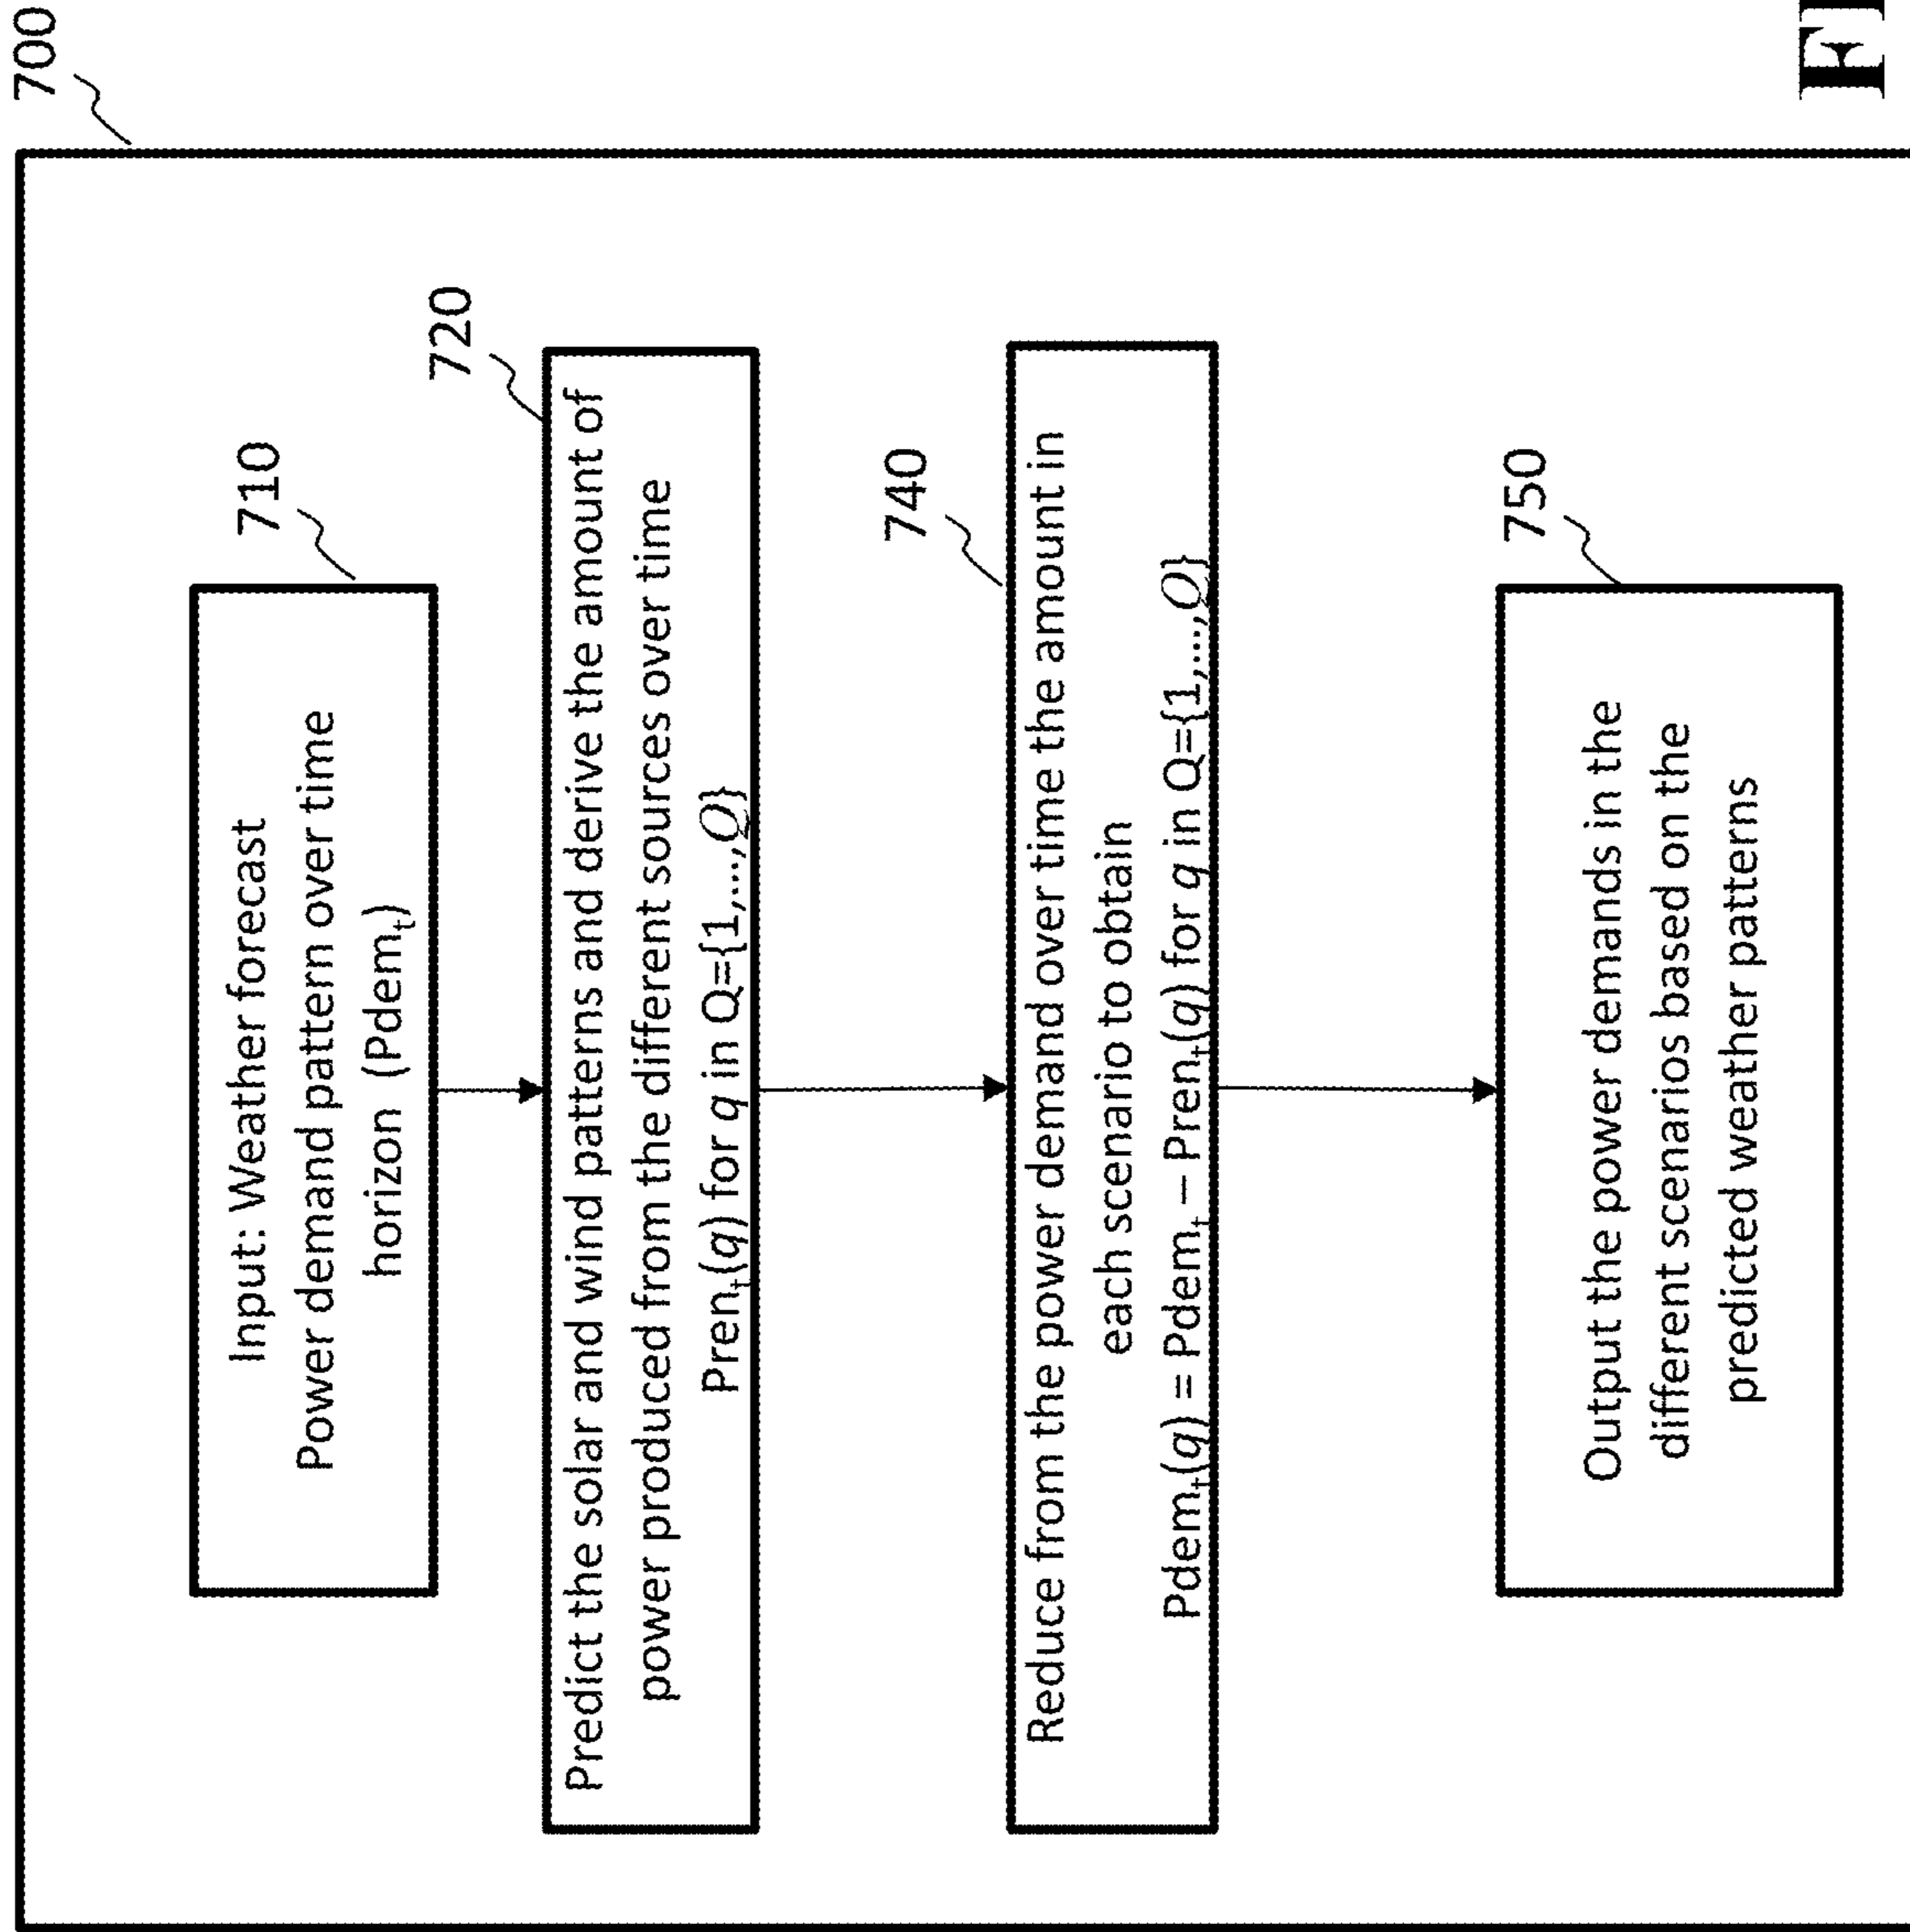 700
710
Input: Weather forecast
Power demand pattern over time
horizon (Pdemₜ)
720
Predict the solar and wind patterns and derive the amount of
power produced from the different sources over time
Prenₜ(q) for q in Q={1,...,Q}
740
Reduce from the power demand over time the amount in
each scenario to obtain
Pdemₜ(q) = Pdemₜ – Prenₜ(q) for q in Q={1,...,Q}
750
Output the power demands in the
different scenarios based on the
predicted weather patterns